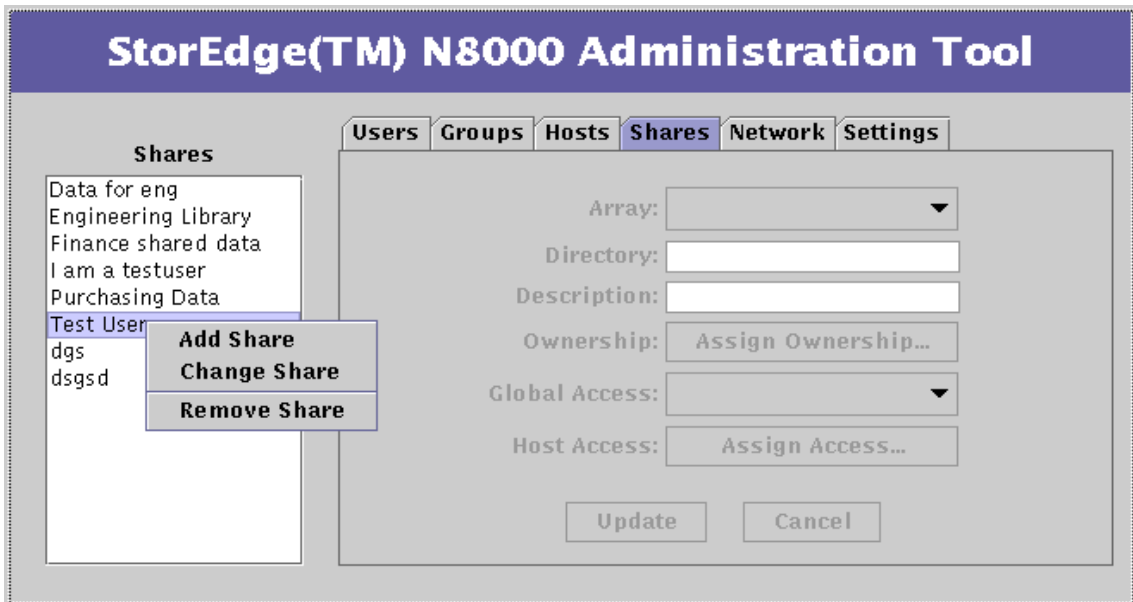 StorEdge(TM) N8000 Administration Tool
Users Groups Hosts Shares Network Settings
Shares
Data for eng
Engineering Library
Finance shared data
I am a testuser
Purchasing Data
Test User
dgs
dsgsd
Add Share
Change Share
Remove Share
Array:
Directory:
Description:
Ownership: Assign Ownership...
Global Access:
Host Access: Assign Access...
Update Cancel